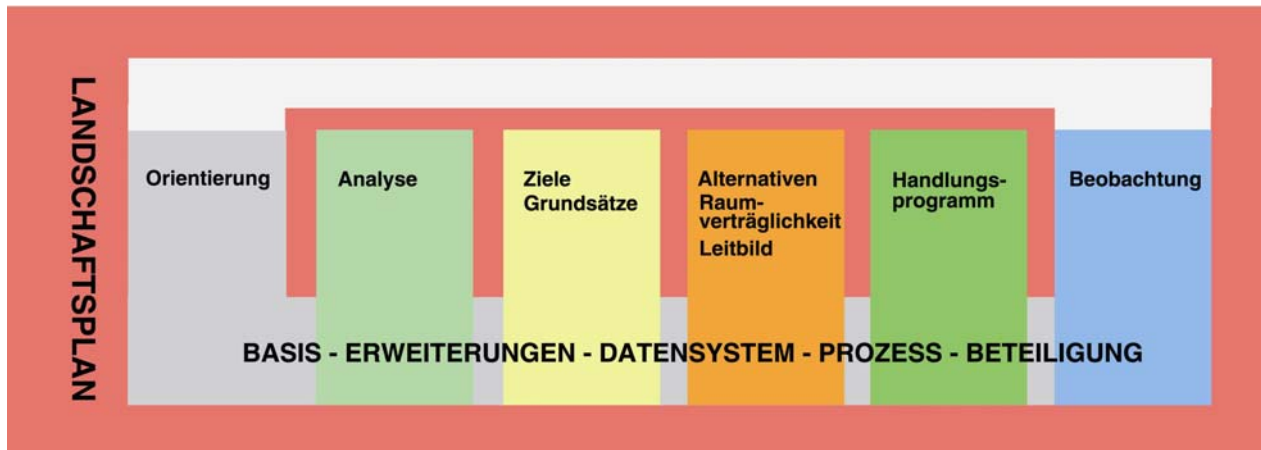 LANDSCHAFTSPLAN
Orientierung
Analyse
Ziele
Grundsätze
Alternativen
Raum-
verträglichkeit
Leitbild
Handlungs-
programm
Beobachtung
BASIS - ERWEITERUNGEN - DATENSYSTEM - PROZESS - BETEILIGUNG